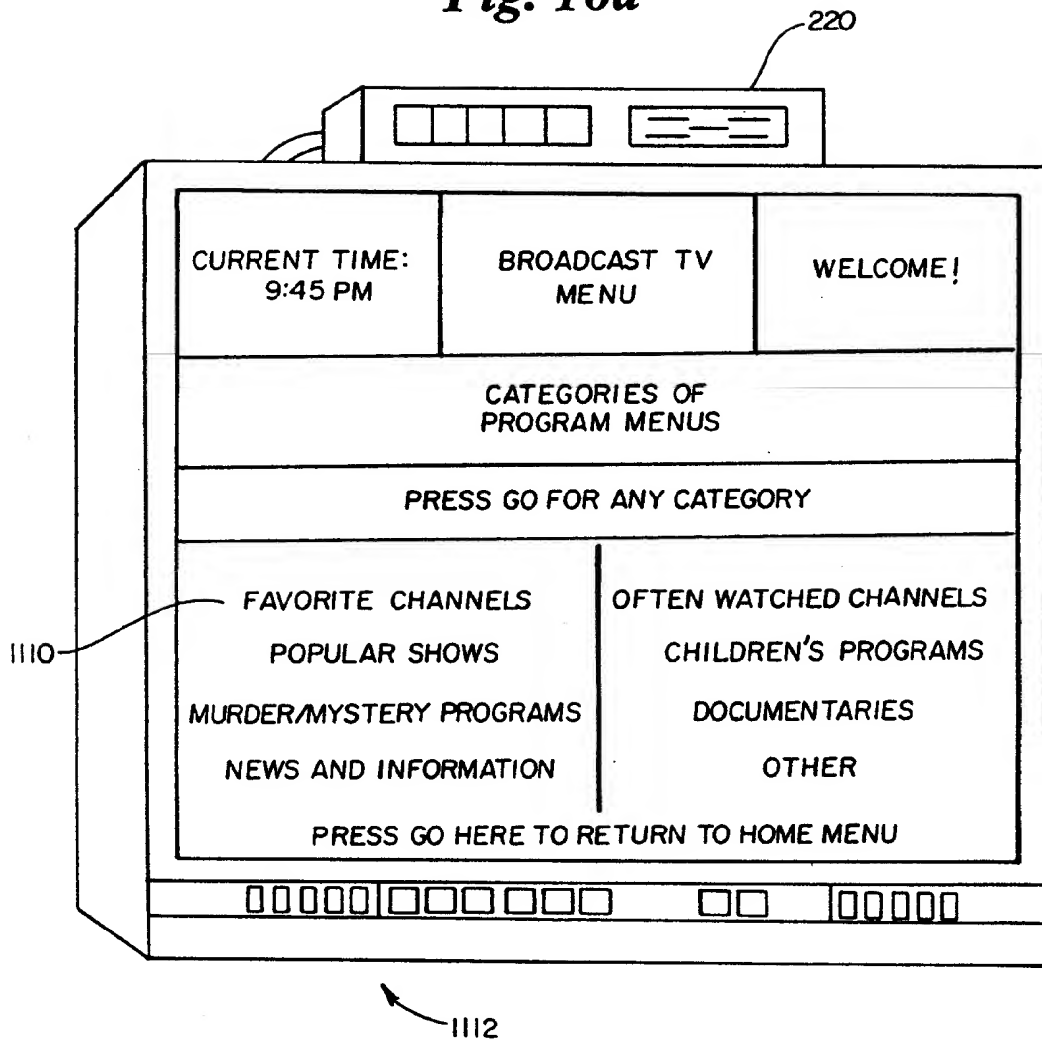 Fig. 16a
220
CURRENT TIME:
9:45 PM
BROADCAST TV
MENU
WELCOME!
CATEGORIES OF
PROGRAM MENUS
PRESS GO FOR ANY CATEGORY
FAVORITE CHANNELS
OFTEN WATCHED CHANNELS
1110
POPULAR SHOWS
CHILDREN'S PROGRAMS
MURDER/MYSTERY PROGRAMS
DOCUMENTARIES
NEWS AND INFORMATION
OTHER
PRESS GO HERE TO RETURN TO HOME MENU
1112